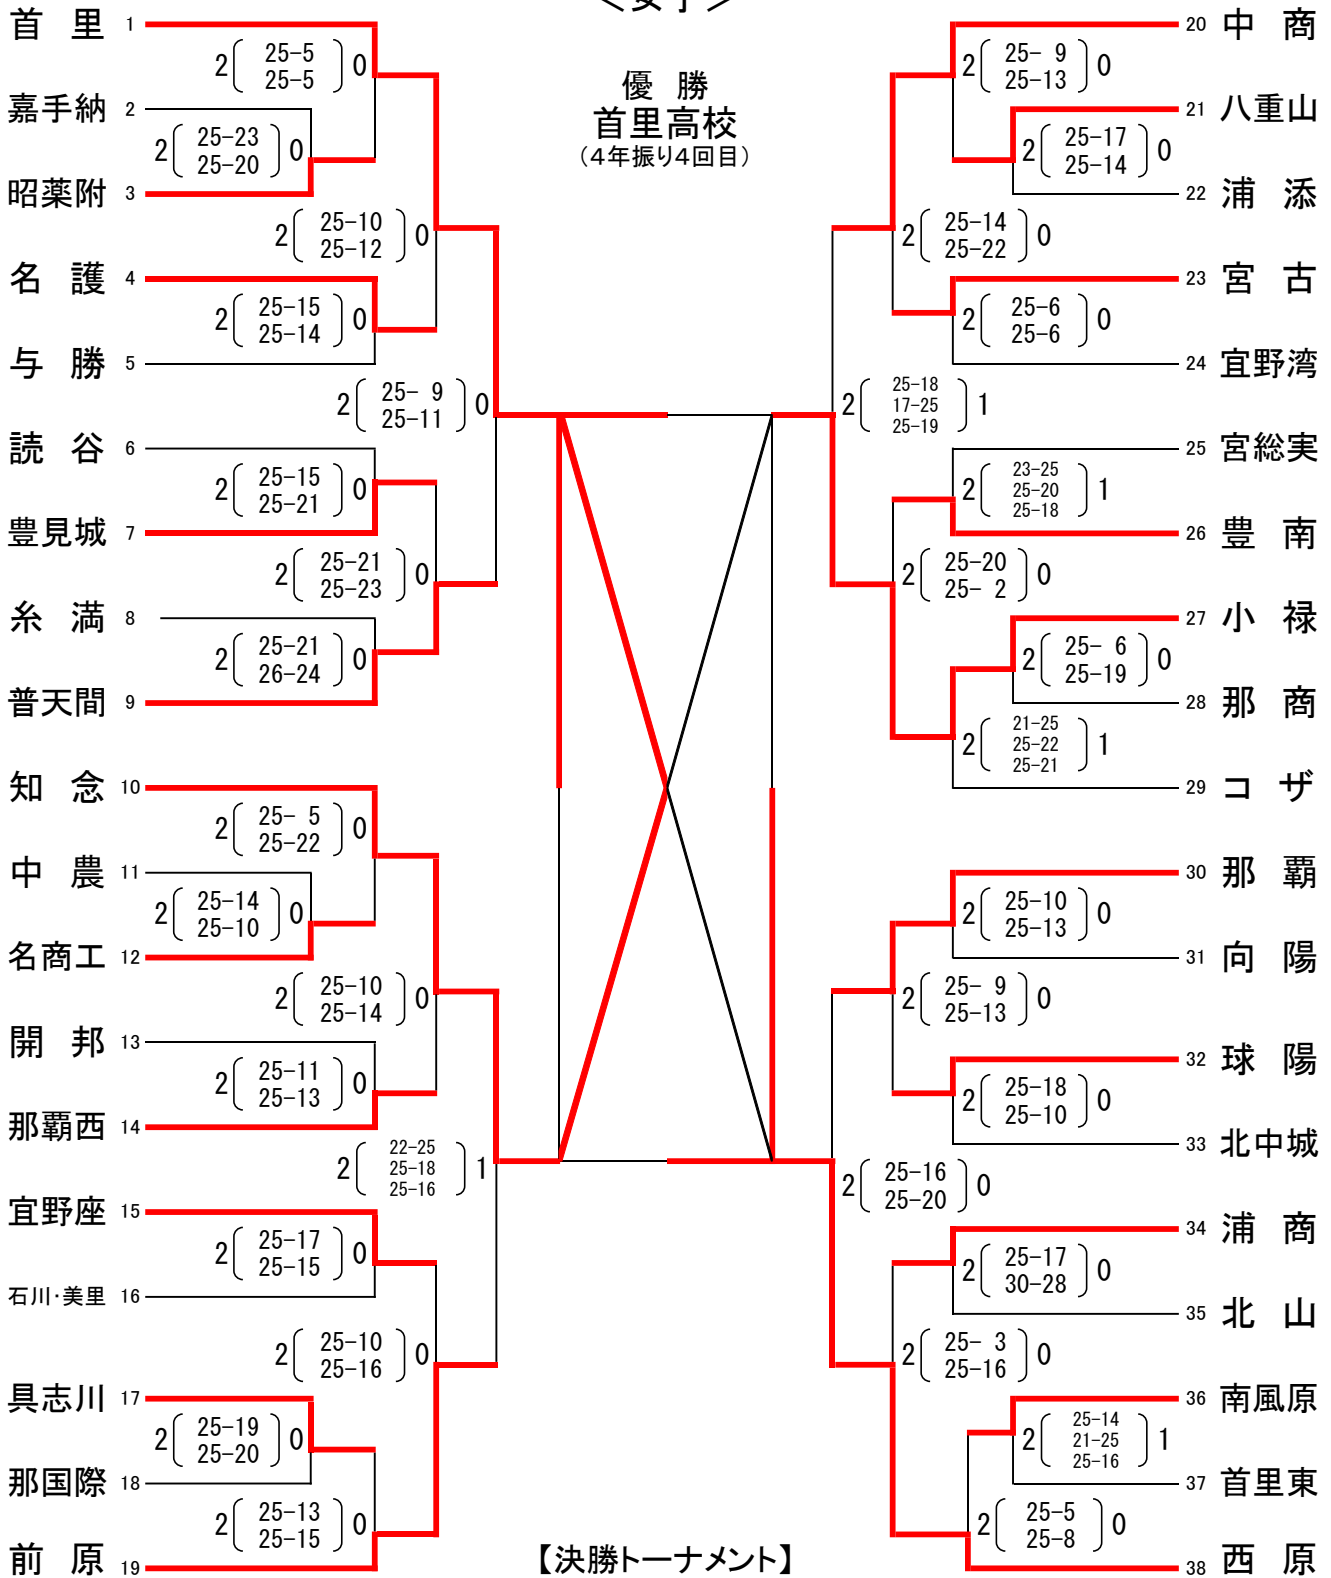 ＜女子＞
優 勝
首里高校
(４年振り４回目)
首 里 1
2 25-5 0
25-5
嘉手納 2
2 25-23 0
25-20
昭薬附 3
2 25-10 0
25-12
名 護 4
2 25-15 0
25-14
与 勝 5
2 25- 9 0
25-11
読 谷 6
2 25-15 0
25-21
豊見城 7
2 25-21 0
25-23
糸 満 8
2 25-21 0
26-24
普天間 9
知 念 10
2 25- 5 0
25-22
中 農 11
2 25-14 0
25-10
名商工 12
2 25-10 0
25-14
開 邦 13
2 25-11 0
25-13
那覇西 14
22-25
2 25-18 1
25-16
宜野座 15
2 25-17 0
25-15
石川・美里 16
2 25-10 0
25-16
具志川 17
2 25-19 0
25-20
那国際 18
2 25-13 0
25-15
前 原 19
20 中 商
2 25- 9 0
25-13
21 八重山
2 25-17 0
25-14
22 浦 添
2 25-14 0
25-22
23 宮 古
2 25-6 0
25-6
24 宜野湾
25-18
2 17-25 1
25-19
25 宮総実
23-25
2 25-20 1
25-18
26 豊 南
2 25-20 0
25- 2
27 小 禄
2 25- 6 0
25-19
28 那 商
21-25
2 25-22 1
25-21
29 コ ザ
30 那 覇
2 25-10 0
25-13
31 向 陽
2 25- 9 0
25-13
32 球 陽
2 25-18 0
25-10
33 北中城
2 25-16 0
25-20
34 浦 商
2 25-17 0
30-28
35 北 山
2 25- 3 0
25-16
36 南風原
25-14
2 21-25 1
25-16
37 首里東
2 25-5 0
25-8
38 西 原
【決勝トーナメント】